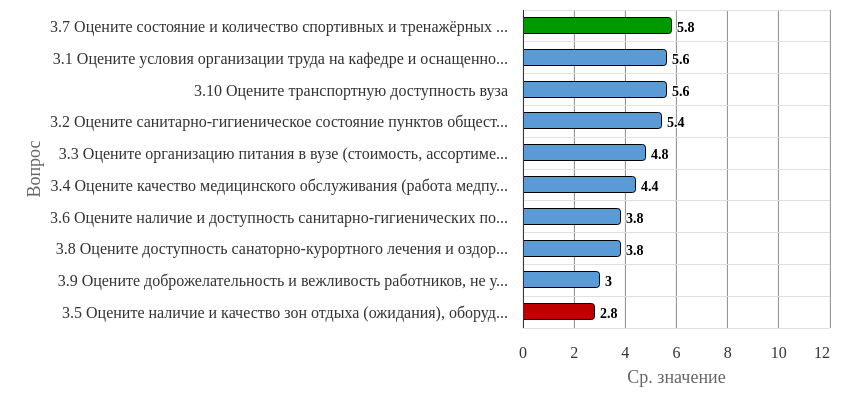 3.7 Оцените состояние и количество спортивных и тренажёрных ...
5.8
3.1 Оцените условия организации труда на кафедре и оснащенно...
5.6
3.10 Оцените транспортную доступность вуза
5.6
3.2 Оцените санитарно-гигиеническое состояние пунктов общест...
5.4
3.3 Оцените организацию питания в вузе (стоимость, ассортиме...
4.8
3.4 Оцените качество медицинского обслуживания (работа медпу...
4.4
3.6 Оцените наличие и доступность санитарно-гигиенических по...
3.8
3.8 Оцените доступность санаторно-курортного лечения и оздор...
3.8
3.9 Оцените доброжелательность и вежливость работников, не у...
3
3.5 Оцените наличие и качество зон отдыха (ожидания), оборуд...
2.8
Вопрос
0 2 4 6 8 10 12
Ср. значение